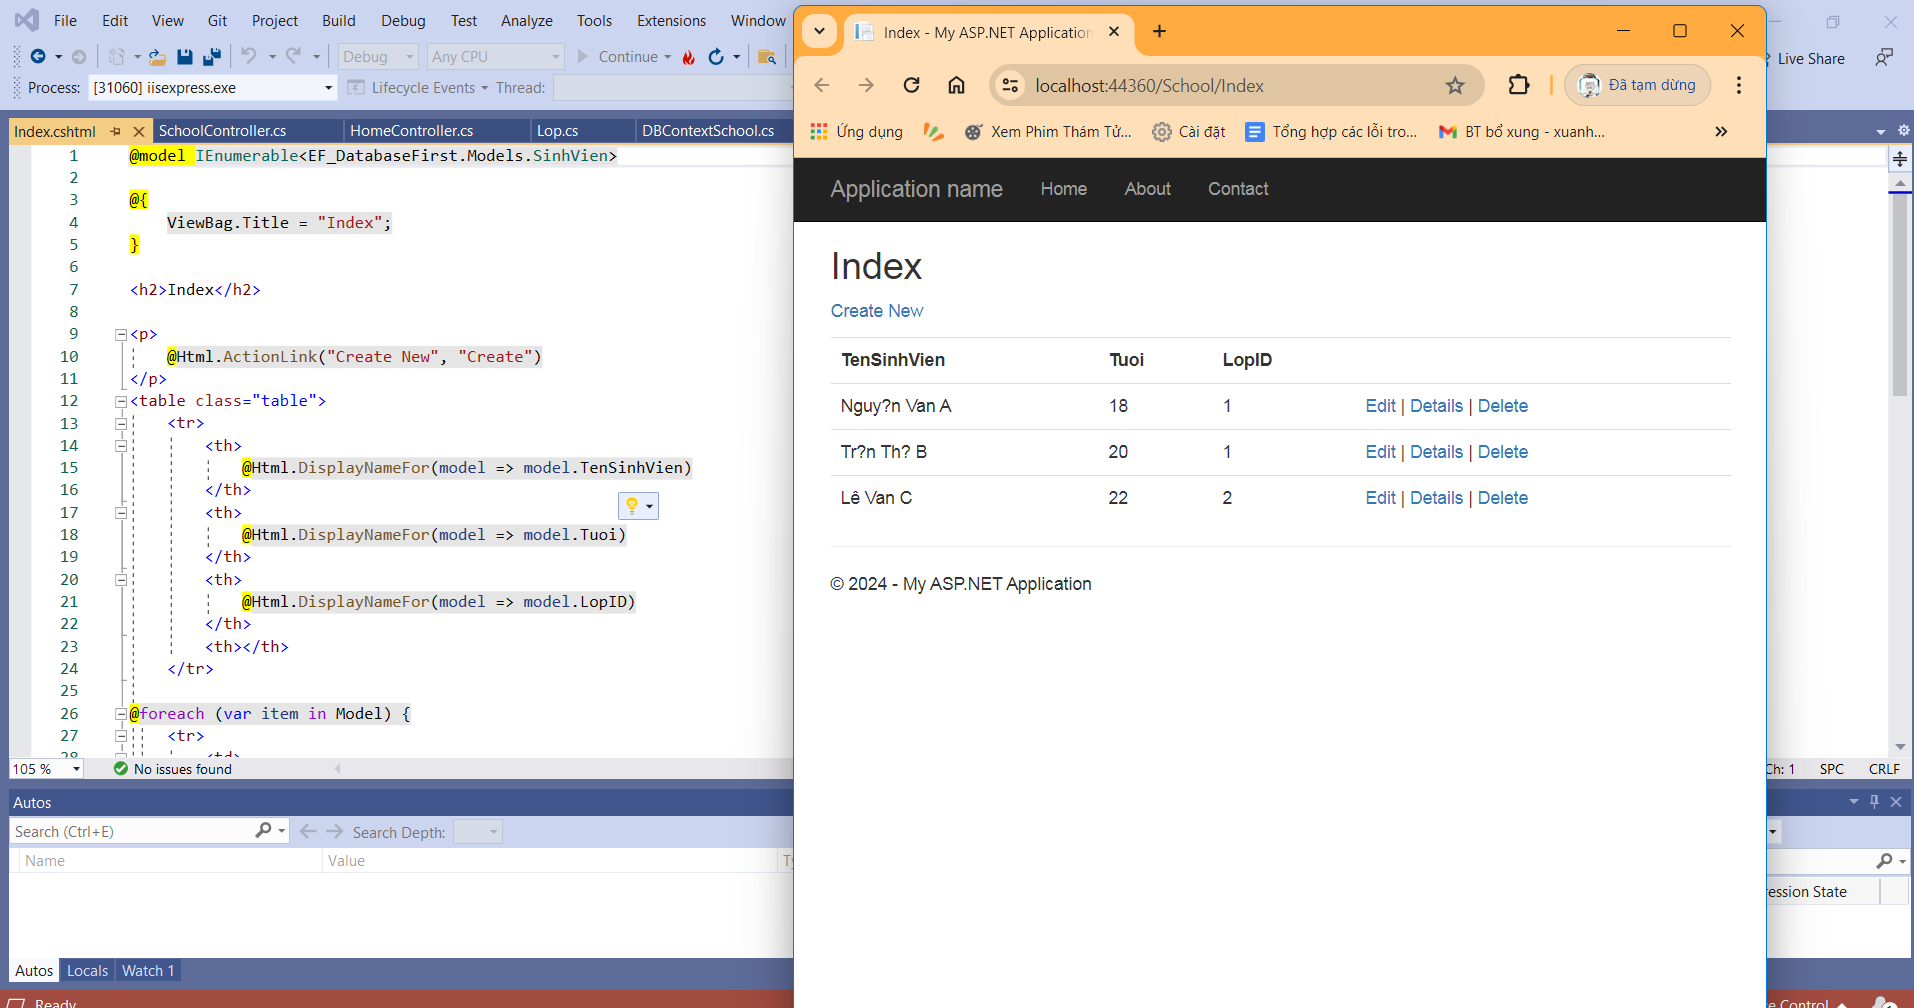 File Edit View Git Project Build Debug Test Analyze Tools Extensions Window
Debug Any CPU Continue
Live Share
Process: [31060] iisexpress.exe Lifecycle Events Thread:
Index.cshtml SchoolController.cs HomeController.cs Lop.cs DBContextSchool.cs
1 @model IEnumerable<EF_DatabaseFirst.Models.SinhVien>
2
3 @{
4 ViewBag.Title = "Index";
5 }
6
7 <h2>Index</h2>
8
9 <p>
10 @Html.ActionLink("Create New", "Create")
11 </p>
12 <table class="table">
13 <tr>
14 <th>
15 @Html.DisplayNameFor(model => model.TenSinhVien)
16 </th>
17 <th>
18 @Html.DisplayNameFor(model => model.Tuoi)
19 </th>
20 <th>
21 @Html.DisplayNameFor(model => model.LopID)
22 </th>
23 <th></th>
24 </tr>
25
26 @foreach (var item in Model) {
27 <tr>
28 <td>
105 % No issues found
Ch: 1 SPC CRLF
Autos
Search (Ctrl+E) Search Depth:
Name Value
Autos Locals Watch 1
Ready
Index - My ASP.NET Application
localhost:44360/School/Index
Đã tạm dừng
Ứng dụng Xem Phim Thám Tử... Cài đặt Tổng hợp các lỗi tro... BT bổ xung - xuanh...
Application name Home About Contact
Index
Create New
TenSinhVien Tuoi LopID
Nguy?n Van A 18 1 Edit | Details | Delete
Tr?n Th? B 20 1 Edit | Details | Delete
Lê Van C 22 2 Edit | Details | Delete
© 2024 - My ASP.NET Application
ression State
e Control